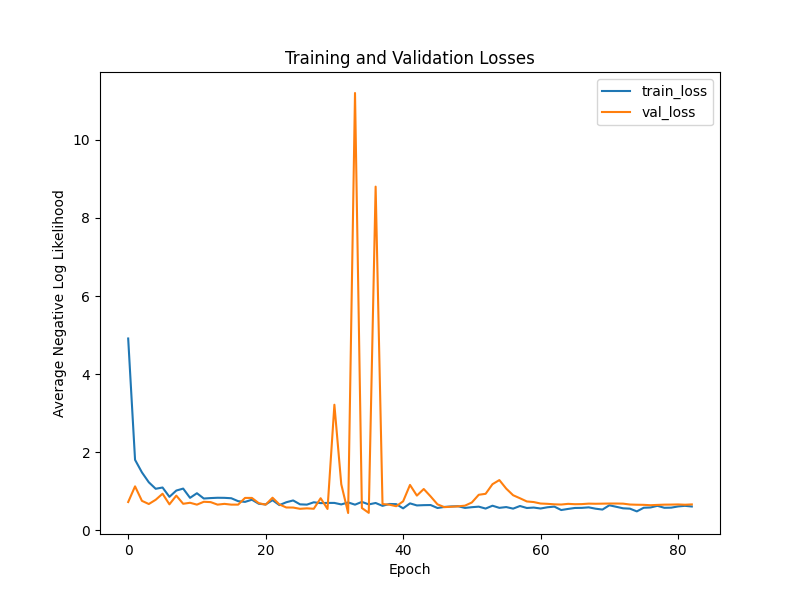 Training and Validation Losses
train_loss
val_loss
Average Negative Log Likelihood
10
8
6
4
2
0
0 20 40 60 80
Epoch